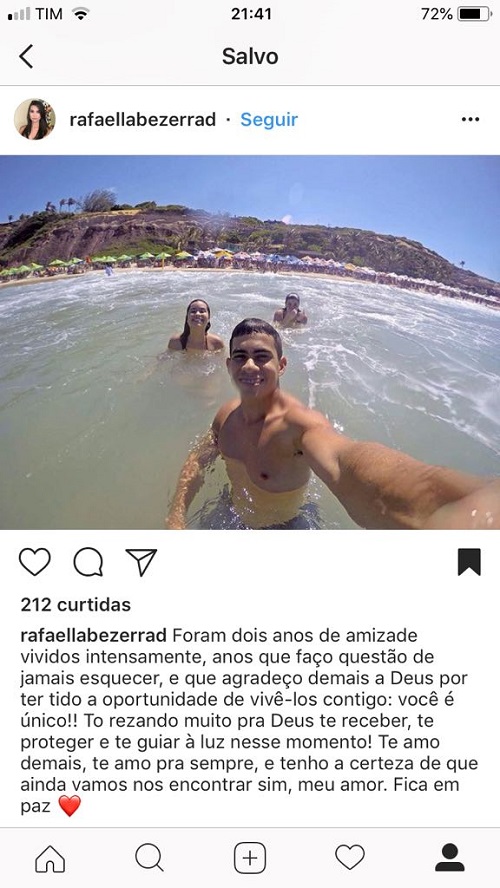 TIM 21:41 72%
Salvo
rafaellabezerrad · Seguir
212 curtidas
rafaellabezerrad Foram dois anos de amizade
vividos intensamente, anos que faço questão de
jamais esquecer, e que agradeço demais a Deus por
ter tido a oportunidade de vivê-los contigo: você é
único!! To rezando muito pra Deus te receber, te
proteger e te guiar à luz nesse momento! Te amo
demais, te amo pra sempre, e tenho a certeza de que
ainda vamos nos encontrar sim, meu amor. Fica em
paz ❤️